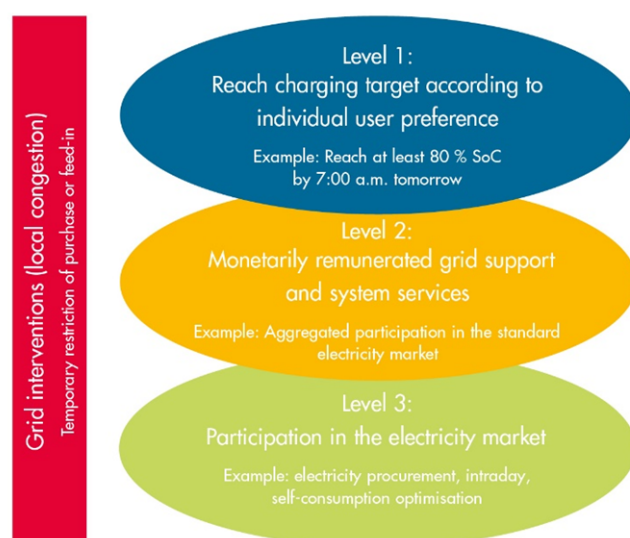 Grid interventions (local congestion)
Temporary restriction of purchase or feed-in
Level 1:
Reach charging target according to
individual user preference
Example: Reach at least 80 % SoC
by 7:00 a.m. tomorrow
Level 2:
Monetarily remunerated grid support
and system services
Example: Aggregated participation in the standard
electricity market
Level 3:
Participation in the electricity market
Example: electricity procurement, intraday,
self-consumption optimisation